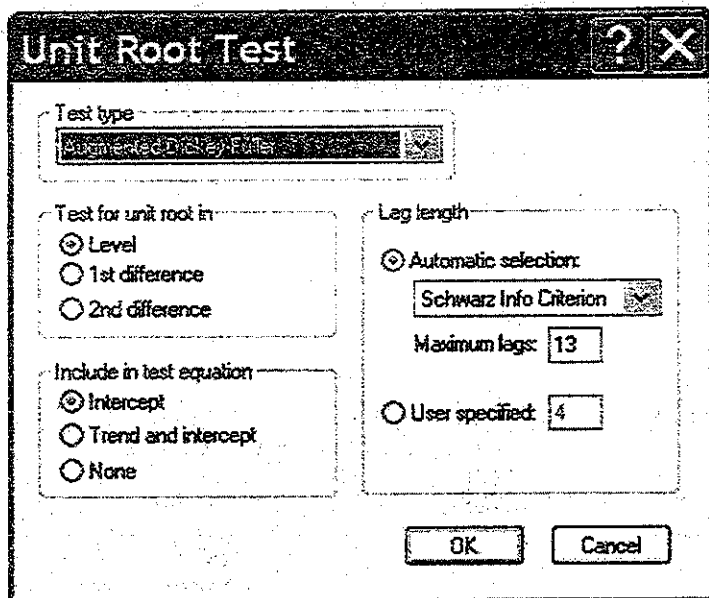 Unit Root Test
Test type
Augmented Dickey-Fuller
Test for unit root in
Level
1st difference
2nd difference
Include in test equation
Intercept
Trend and intercept
None
Lag length
Automatic selection:
Schwarz Info Criterion
Maximum lags: 13
User specified: 4
OK
Cancel